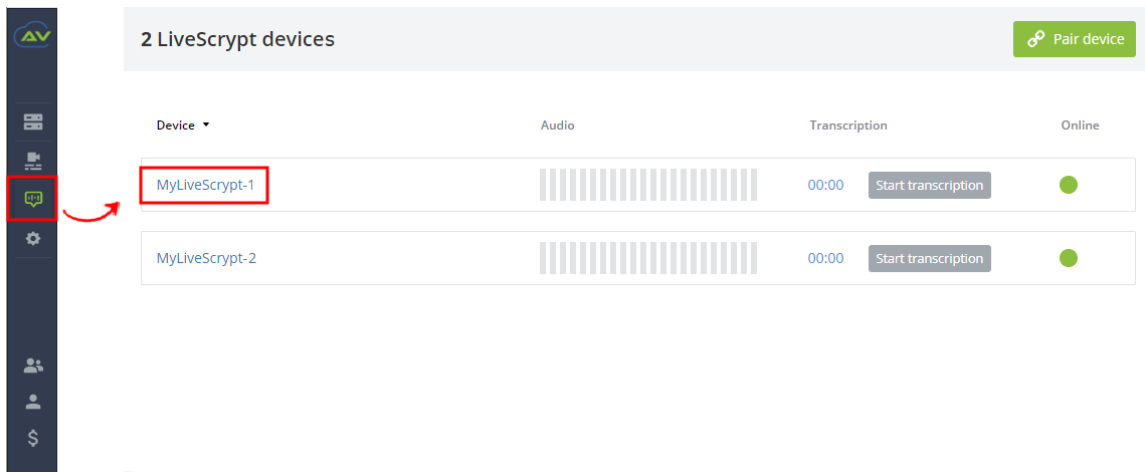 AV
2 LiveScrypt devices
Pair device
Device Audio Transcription Online
MyLiveScrypt-1 00:00 Start transcription
MyLiveScrypt-2 00:00 Start transcription
$